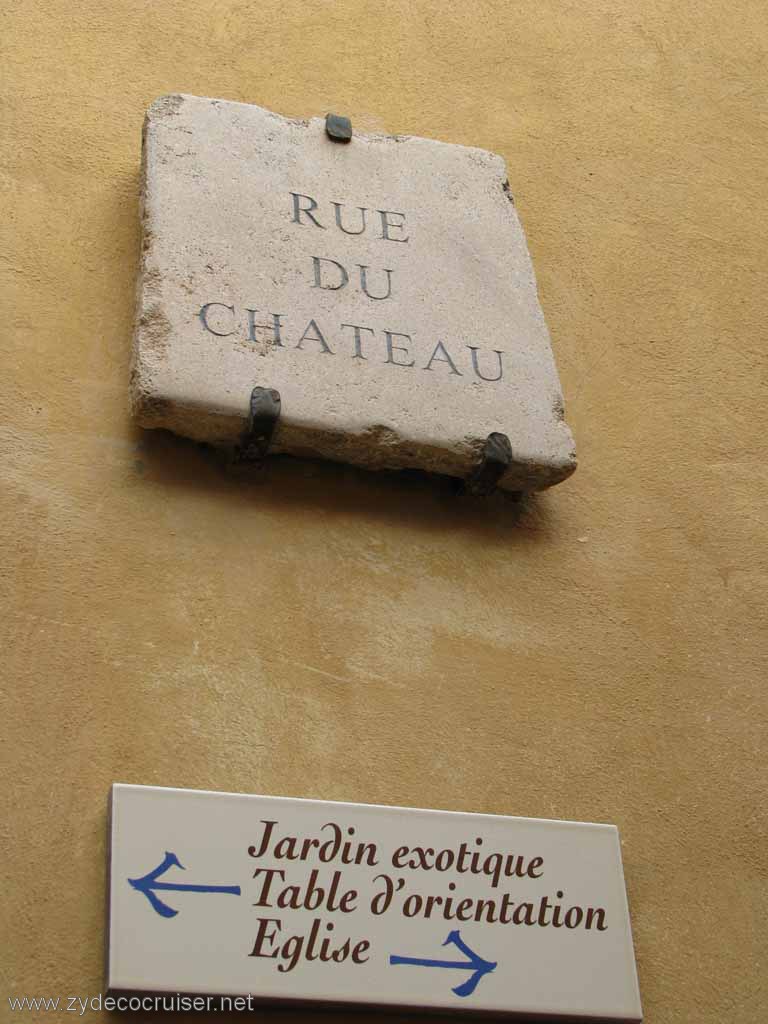 RUE
DU
CHATEAU
Jardin exotique
Table d'orientation
Eglise
www.zydecocruiser.net